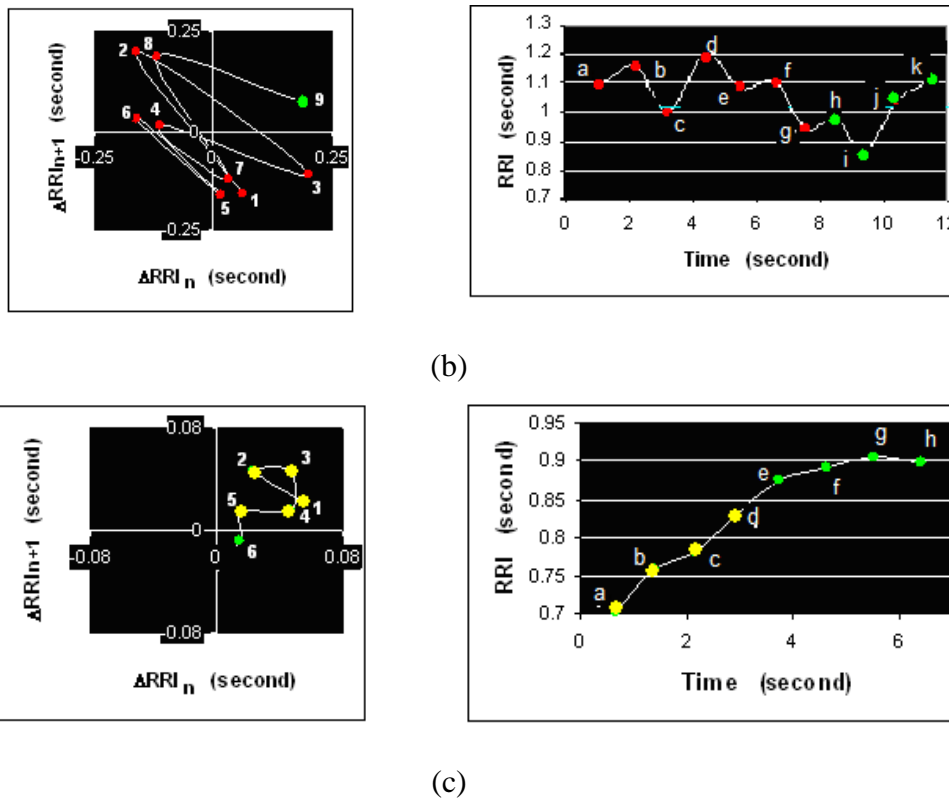 0.25
2 8
9
6 4
0
-0.25 0.25
7
3
5 1
-0.25
ΔRRIn+1 (second)
ΔRRIn (second)
1.3
1.2
1.1
1
0.9
0.8
0.7
RRI (second)
a b c d e f g h i j k
0 2 4 6 8 10 12
Time (second)
(b)
0.08
2 3
5 1
4
0
6
-0.08 0 0.08
-0.08
ΔRRIn+1 (second)
ΔRRIn (second)
0.95
0.9
0.85
0.8
0.75
0.7
RRI (second)
a b c d e f g h
0 2 4 6
Time (second)
(c)